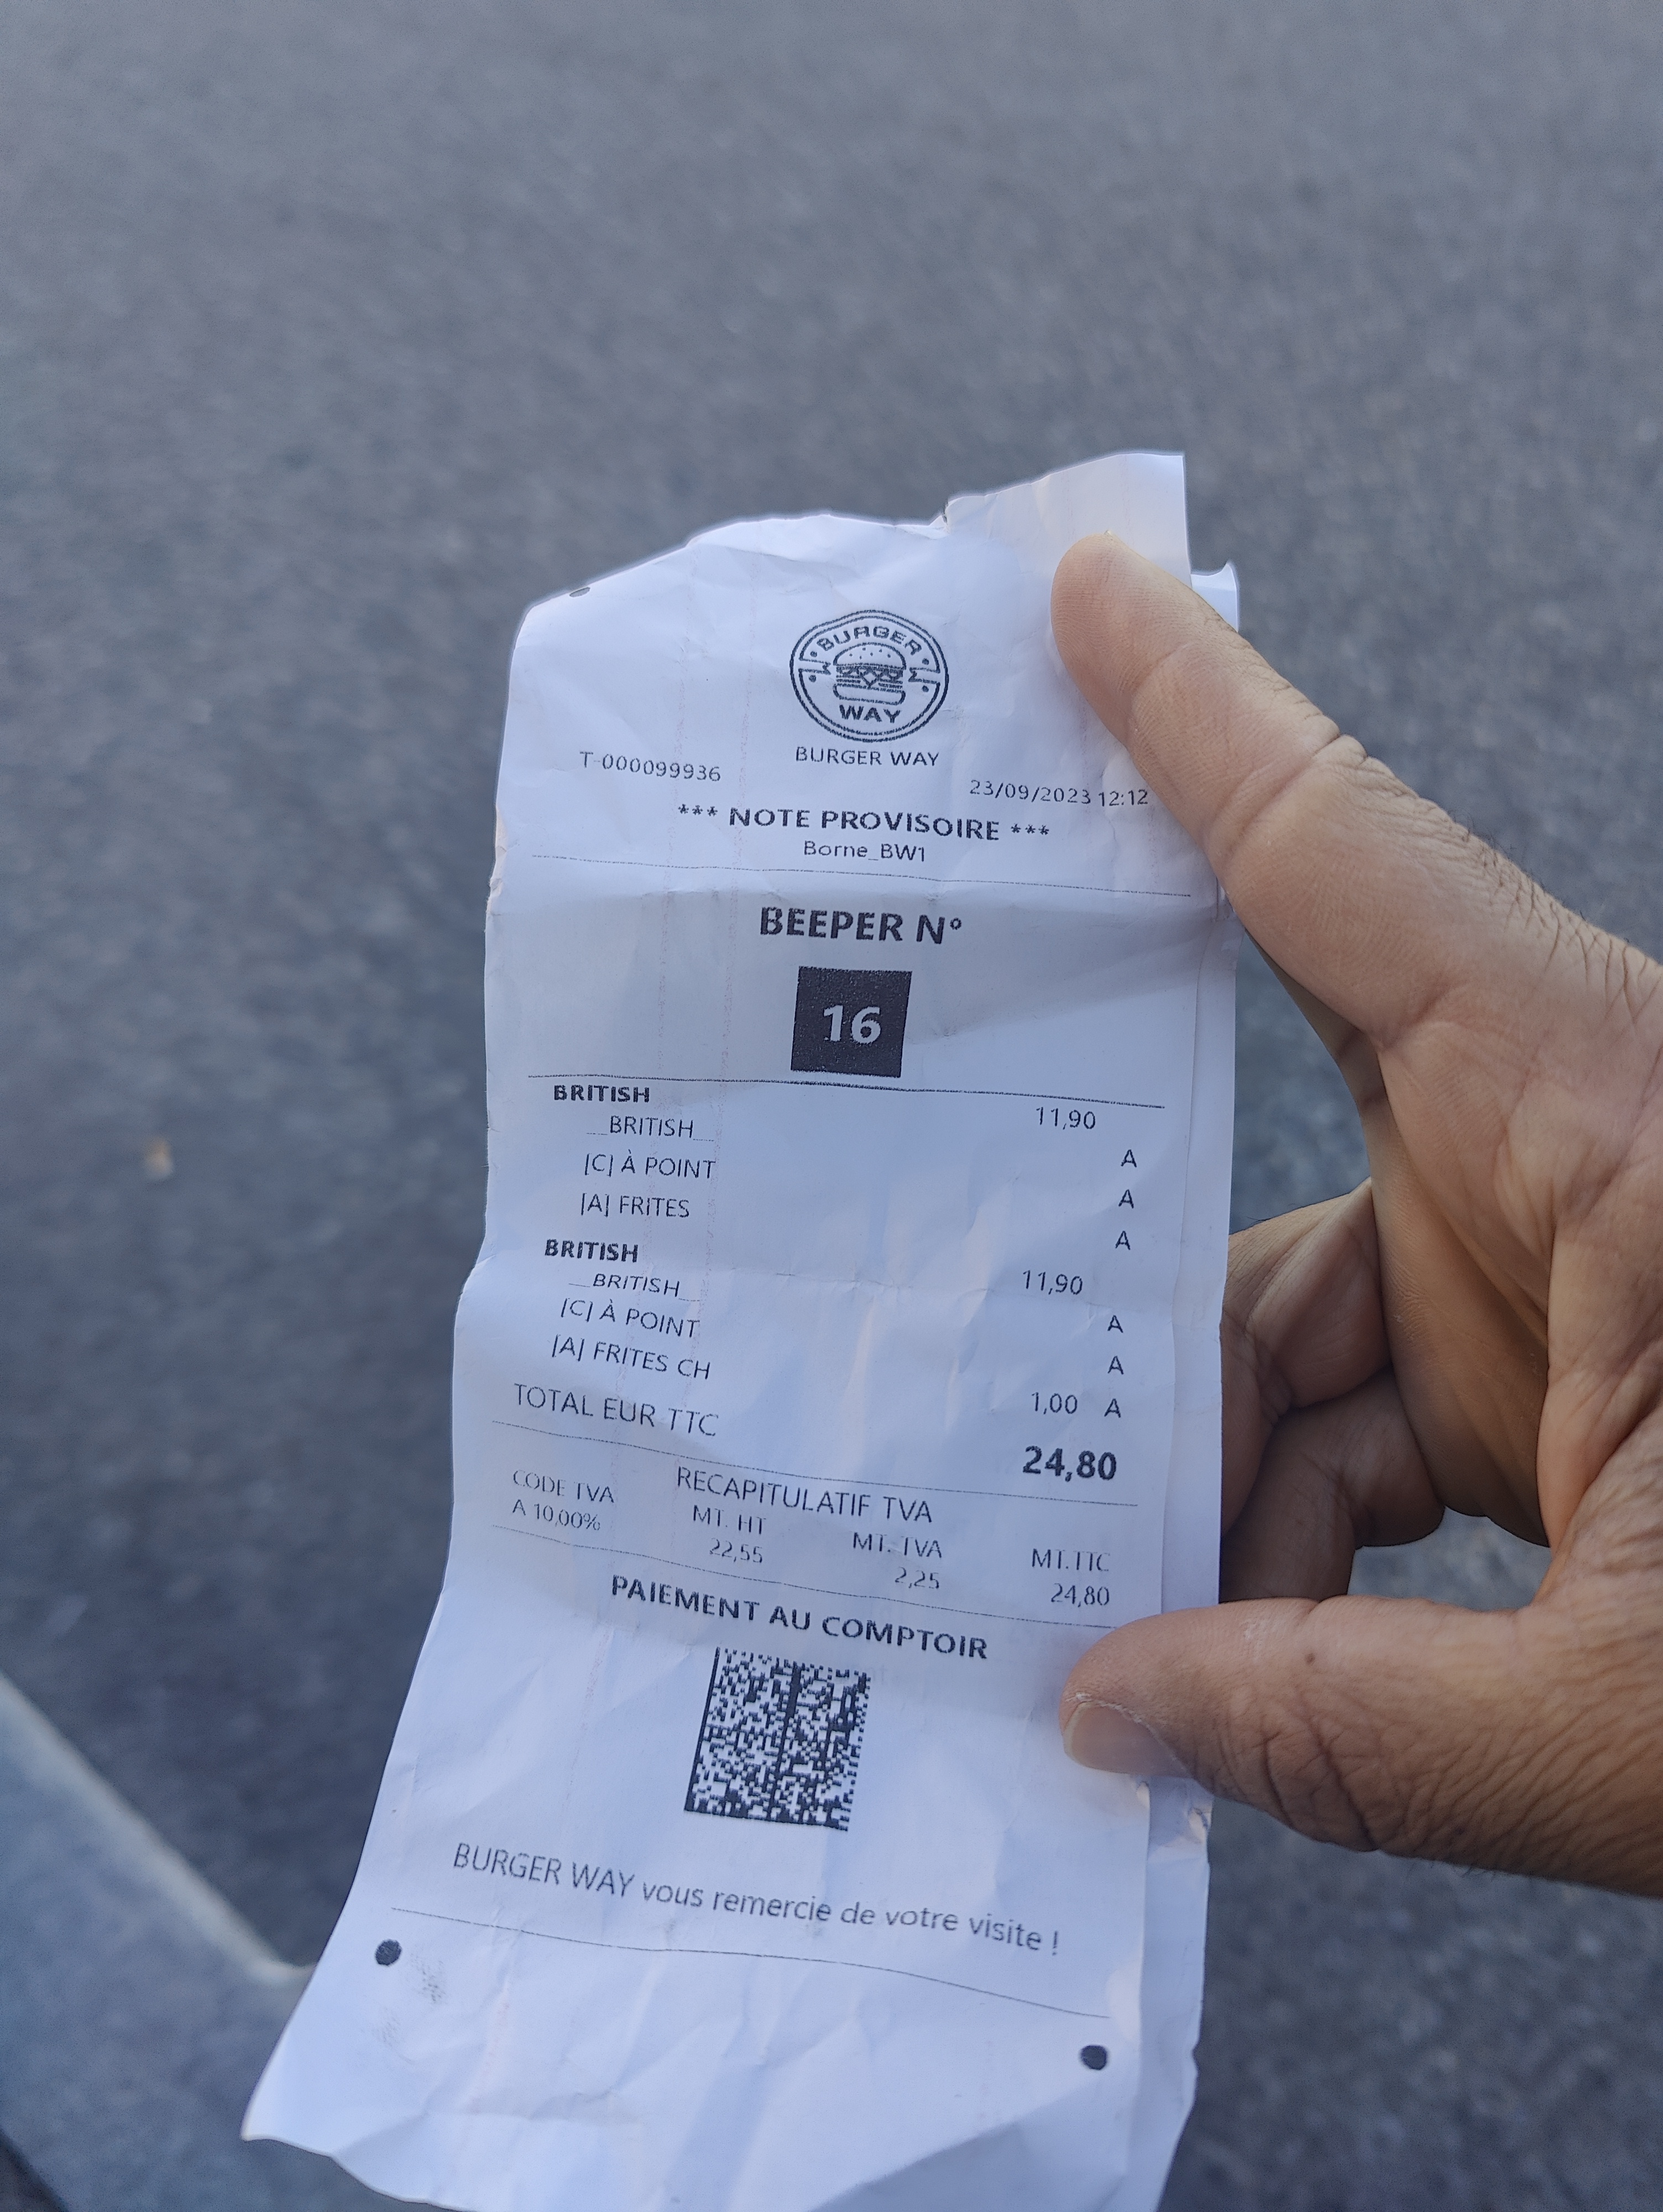 BURGER
WAY
BURGER WAY
T-000099936
23/09/2023 12:12
*** NOTE PROVISOIRE ***
Borne_BW1
BEEPER N°
16
BRITISH 11,90
__BRITISH__ A
[C] À POINT A
[A] FRITES A
BRITISH 11,90
__BRITISH__ A
[C] À POINT A
[A] FRITES CH 1,00 A
TOTAL EUR TTC 24,80
RECAPITULATIF TVA
CODE TVA MT. HT MT. TVA MT.TTC
A 10,00% 22,55 2,25 24,80
PAIEMENT AU COMPTOIR
BURGER WAY vous remercie de votre visite !